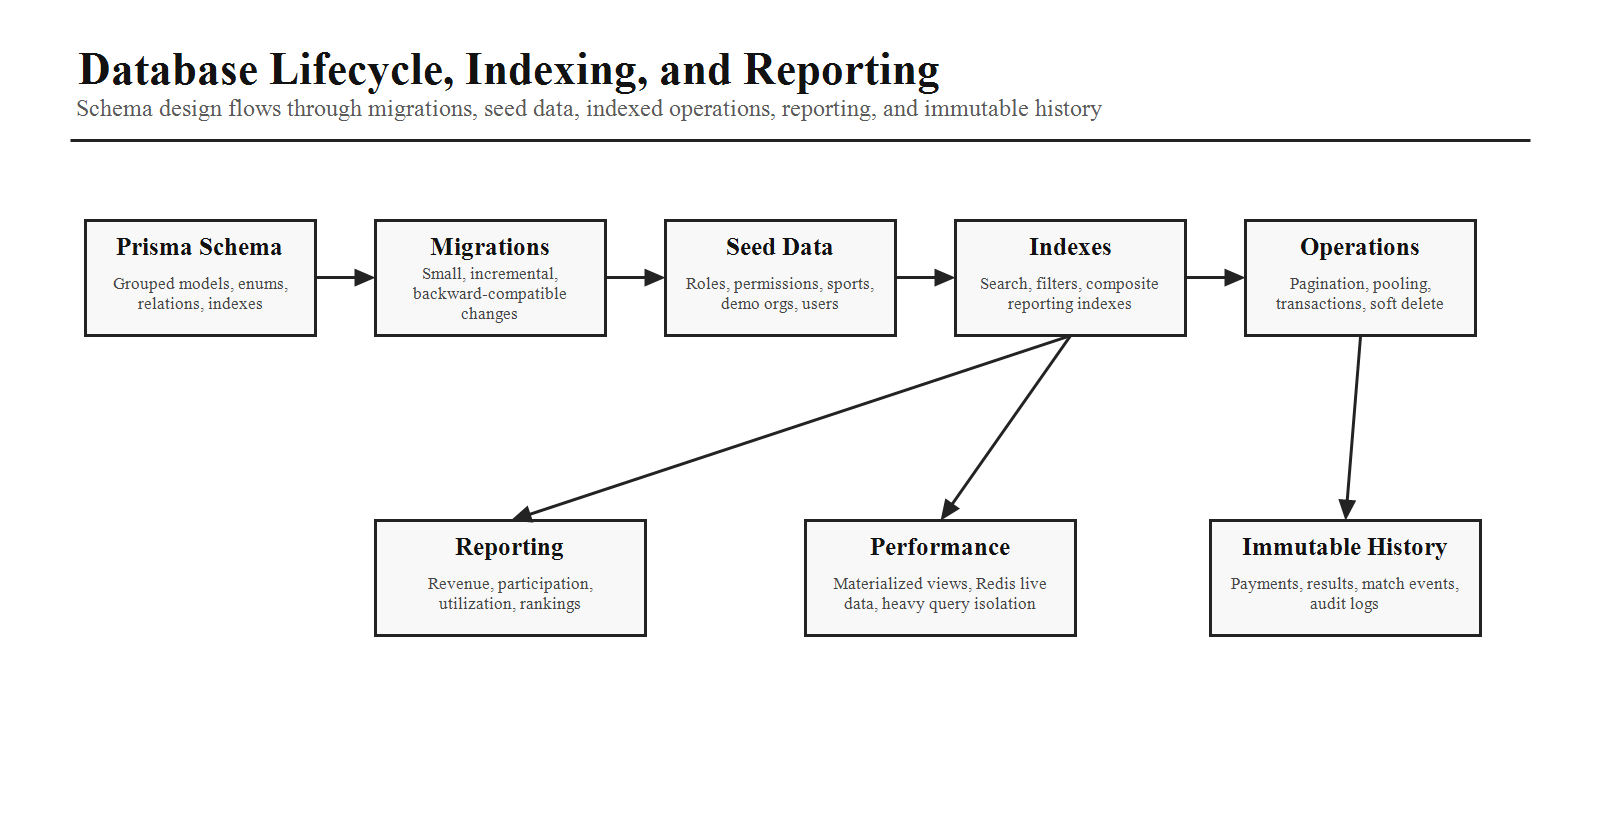 Database Lifecycle, Indexing, and Reporting
Schema design flows through migrations, seed data, indexed operations, reporting, and immutable history
Prisma Schema
Grouped models, enums,
relations, indexes
Migrations
Small, incremental,
backward-compatible
changes
Seed Data
Roles, permissions, sports,
demo orgs, users
Indexes
Search, filters, composite
reporting indexes
Operations
Pagination, pooling,
transactions, soft delete
Reporting
Revenue, participation,
utilization, rankings
Performance
Materialized views, Redis live
data, heavy query isolation
Immutable History
Payments, results, match events,
audit logs